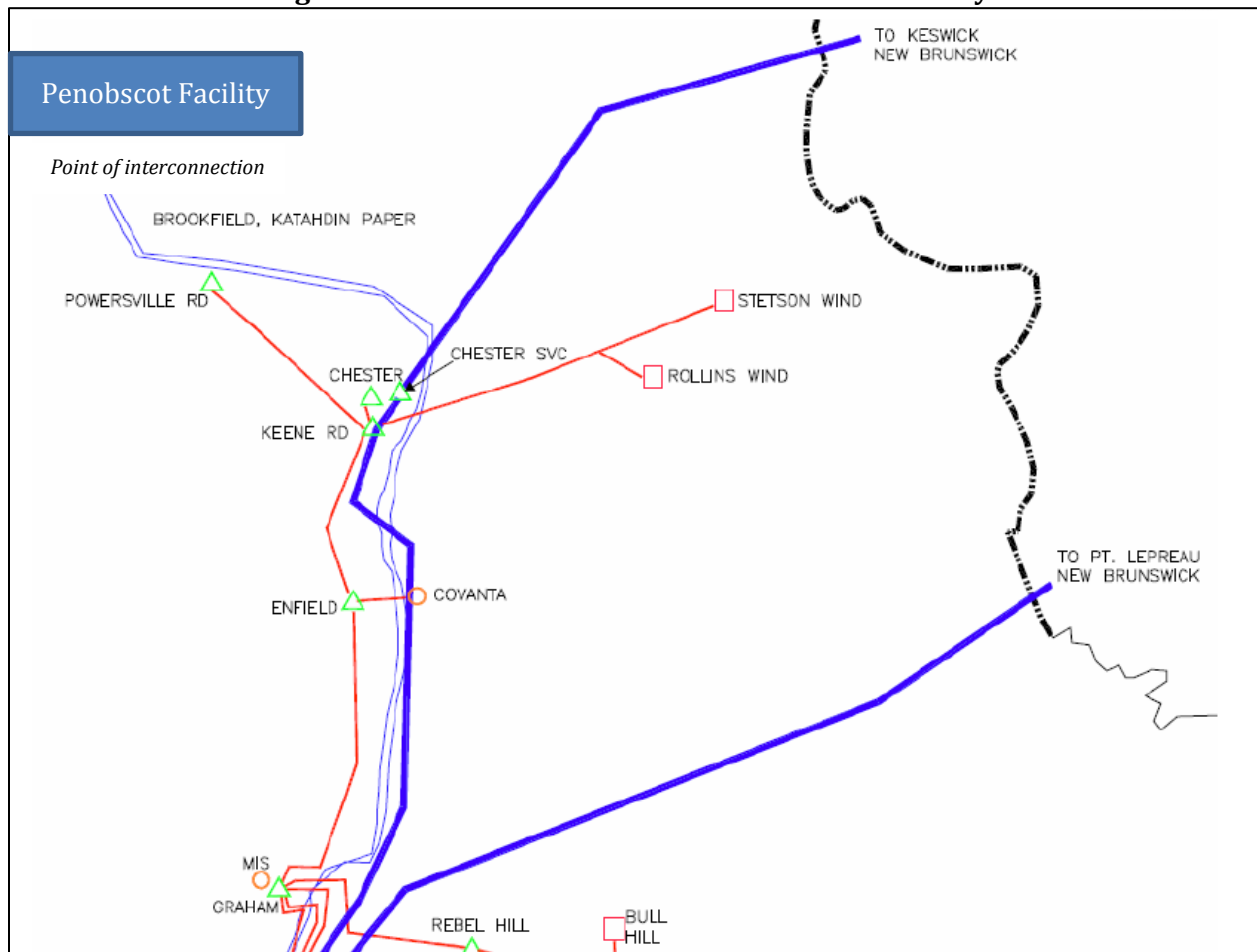 TO KESWICK
NEW BRUNSWICK
Penobscot Facility
Point of interconnection
BROOKFIELD, KATAHDIN PAPER
POWERSVILLE RD
STETSON WIND
CHESTER SVC
CHESTER
ROLLINS WIND
KEENE RD
TO PT. LEPREAU
NEW BRUNSWICK
ENFIELD
COVANTA
MIS
GRAHAM
REBEL HILL
BULL
HILL